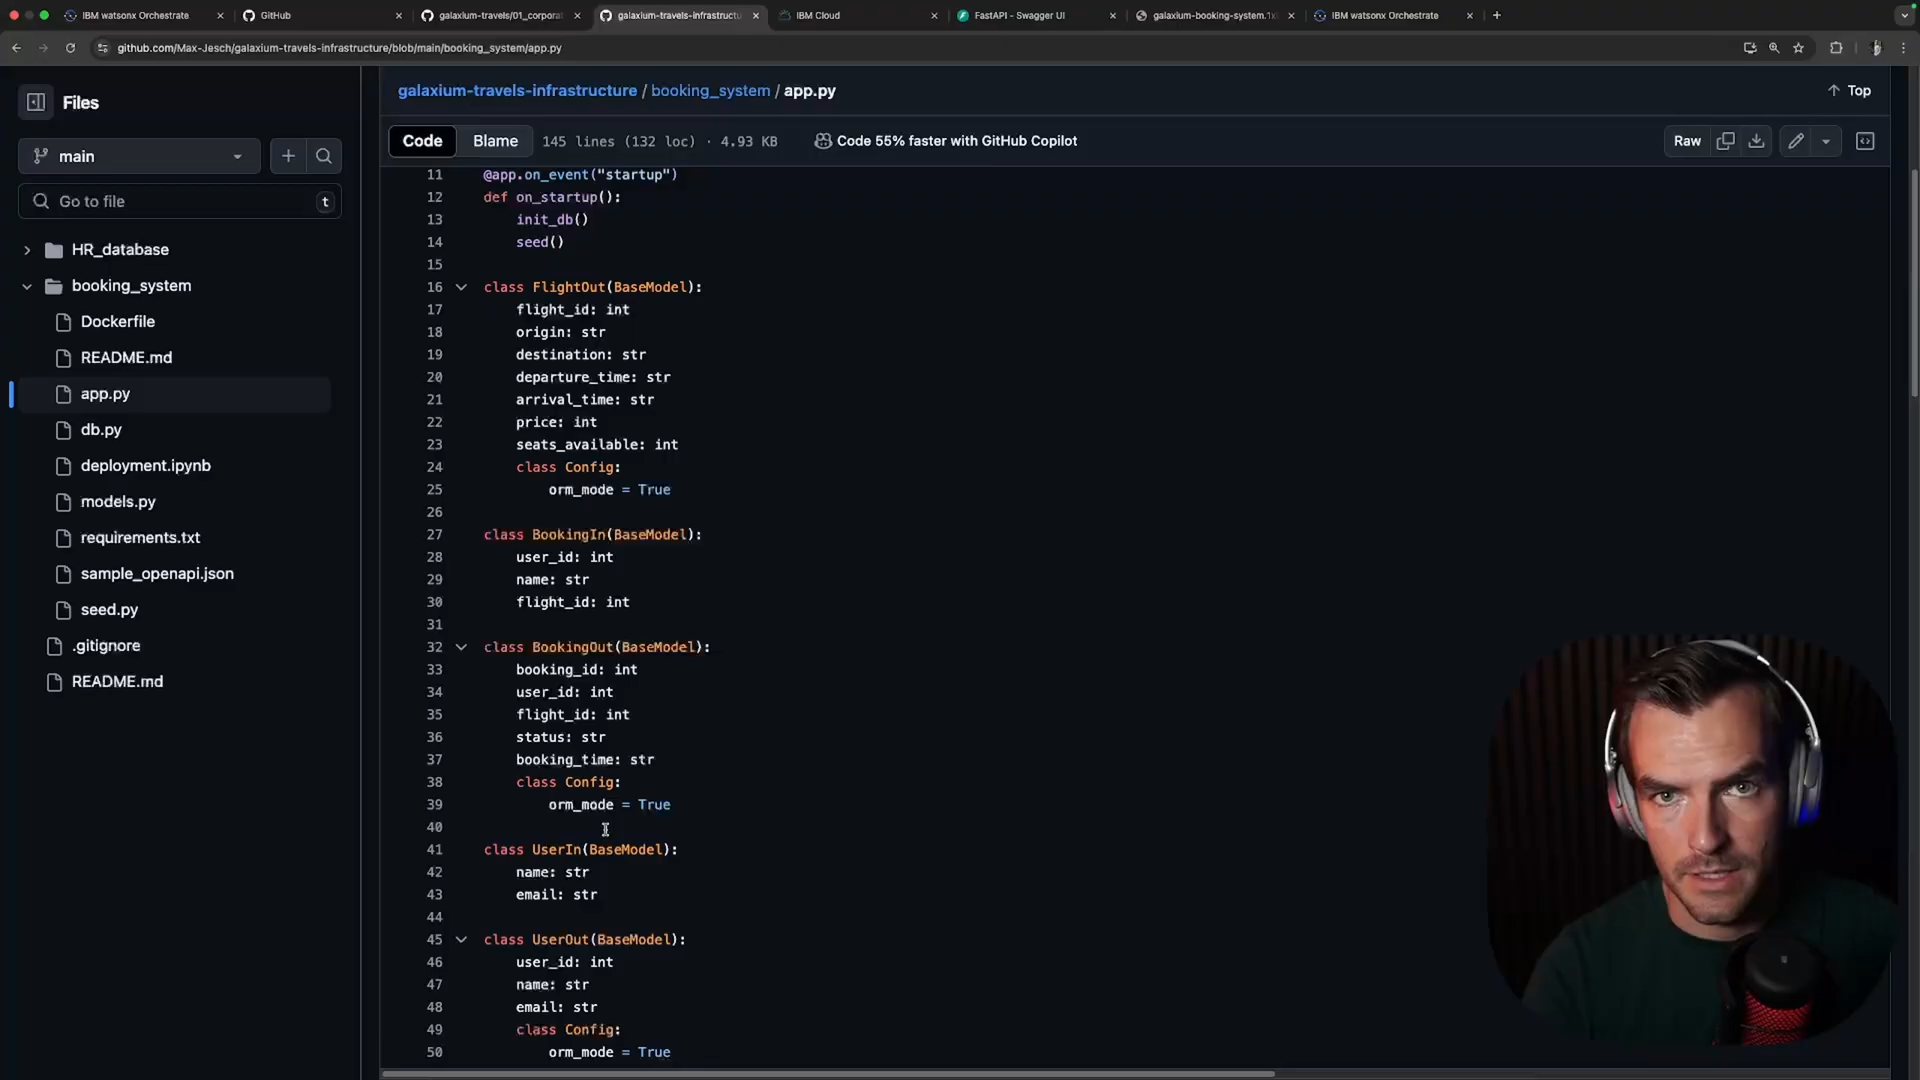 IBM watsonx Orchestrate
GitHub
galaxium-travels/01_corporat
galaxium-travels-infrastructu
IBM Cloud
FastAPI - Swagger UI
galaxium-booking-system.1x
IBM watsonx Orchestrate
github.com/Max-Jesch/galaxium-travels-infrastructure/blob/main/booking_system/app.py
Files
main
Go to file
t
HR_database
booking_system
Dockerfile
README.md
app.py
db.py
deployment.ipynb
models.py
requirements.txt
sample_openapi.json
seed.py
.gitignore
README.md
galaxium-travels-infrastructure / booking_system / app.py
Top
Code
Blame
145 lines (132 loc) · 4.93 KB
Code 55% faster with GitHub Copilot
Raw
11 @app.on_event("startup")
12 def on_startup():
13 init_db()
14 seed()
15
16 class FlightOut(BaseModel):
17 flight_id: int
18 origin: str
19 destination: str
20 departure_time: str
21 arrival_time: str
22 price: int
23 seats_available: int
24 class Config:
25 orm_mode = True
26
27 class BookingIn(BaseModel):
28 user_id: int
29 name: str
30 flight_id: int
31
32 class BookingOut(BaseModel):
33 booking_id: int
34 user_id: int
35 flight_id: int
36 status: str
37 booking_time: str
38 class Config:
39 orm_mode = True
40
41 class UserIn(BaseModel):
42 name: str
43 email: str
44
45 class UserOut(BaseModel):
46 user_id: int
47 name: str
48 email: str
49 class Config:
50 orm_mode = True